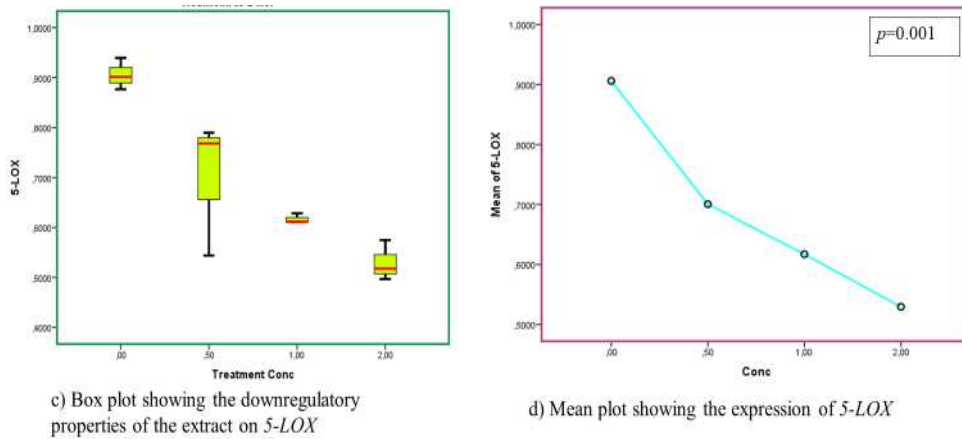 1,0000
,9000
,8000
,7000
,6000
,5000
,4000
5-LOX
,00
,50
1,00
2,00
Treatment Conc
c) Box plot showing the downregulatory
properties of the extract on 5-LOX
p=0.001
1,0000
,9000
,8000
,7000
,6000
,5000
Mean of 5-LOX
,00
,50
1,00
2,00
Conc
d) Mean plot showing the expression of 5-LOX